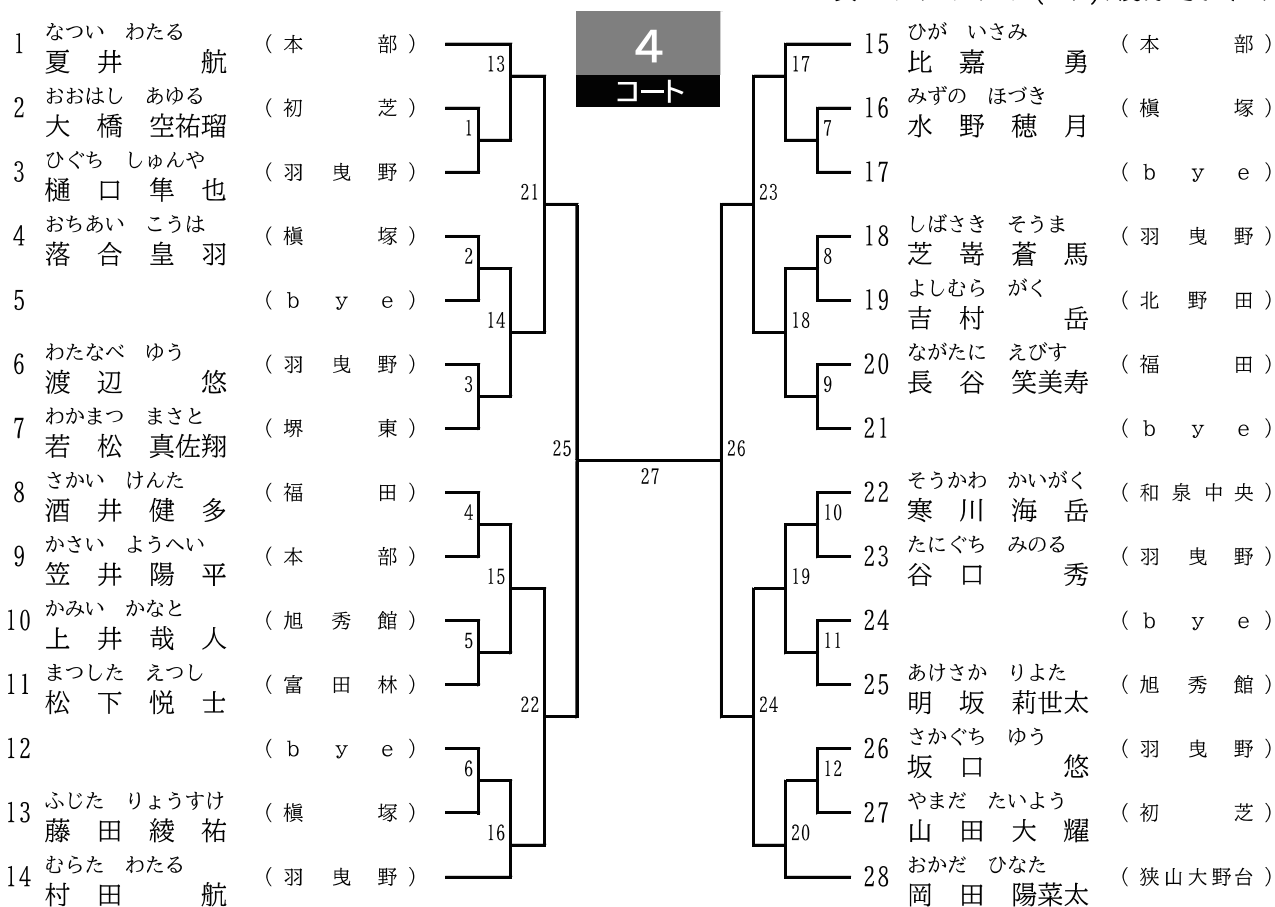 4
コート
1 なつい わたる
夏井 航 (本部)
2 おおはし あゆる
大橋 空祐瑠 (初芝)
3 ひぐち しゅんや
樋口 隼也 (羽曳野)
4 おちあい こうは
落合 皇羽 (槇塚)
5 (bye)
6 わたなべ ゆう
渡辺 悠 (羽曳野)
7 わかまつ まさと
若松 真佐翔 (堺東)
8 さかい けんた
酒井 健多 (福田)
9 かさい ようへい
笠井 陽平 (本部)
10 かみい かなと
上井 哉人 (旭秀館)
11 まつした えつし
松下 悦士 (富田林)
12 (bye)
13 ふじた りょうすけ
藤田 綾祐 (槇塚)
14 むらた わたる
村田 航 (羽曳野)
13
1
21
2
14
3
25
4
15
5
22
6
16
27
17
7
23
8
18
9
26
10
19
11
24
12
20
15 ひが いさみ
比嘉 勇 (本部)
16 みずの ほづき
水野 穂月 (槇塚)
17 (bye)
18 しばさき そうま
芝嵜 蒼馬 (羽曳野)
19 よしむら がく
吉村 岳 (北野田)
20 ながたに えびす
長谷 笑美寿 (福田)
21 (bye)
22 そうかわ かいがく
寒川 海岳 (和泉中央)
23 たにぐち みのる
谷口 秀 (羽曳野)
24 (bye)
25 あけさか りよた
明坂 莉世太 (旭秀館)
26 さかぐち ゆう
坂口 悠 (羽曳野)
27 やまだ たいよう
山田 大耀 (初芝)
28 おかだ ひなた
岡田 陽菜太 (狭山大野台)